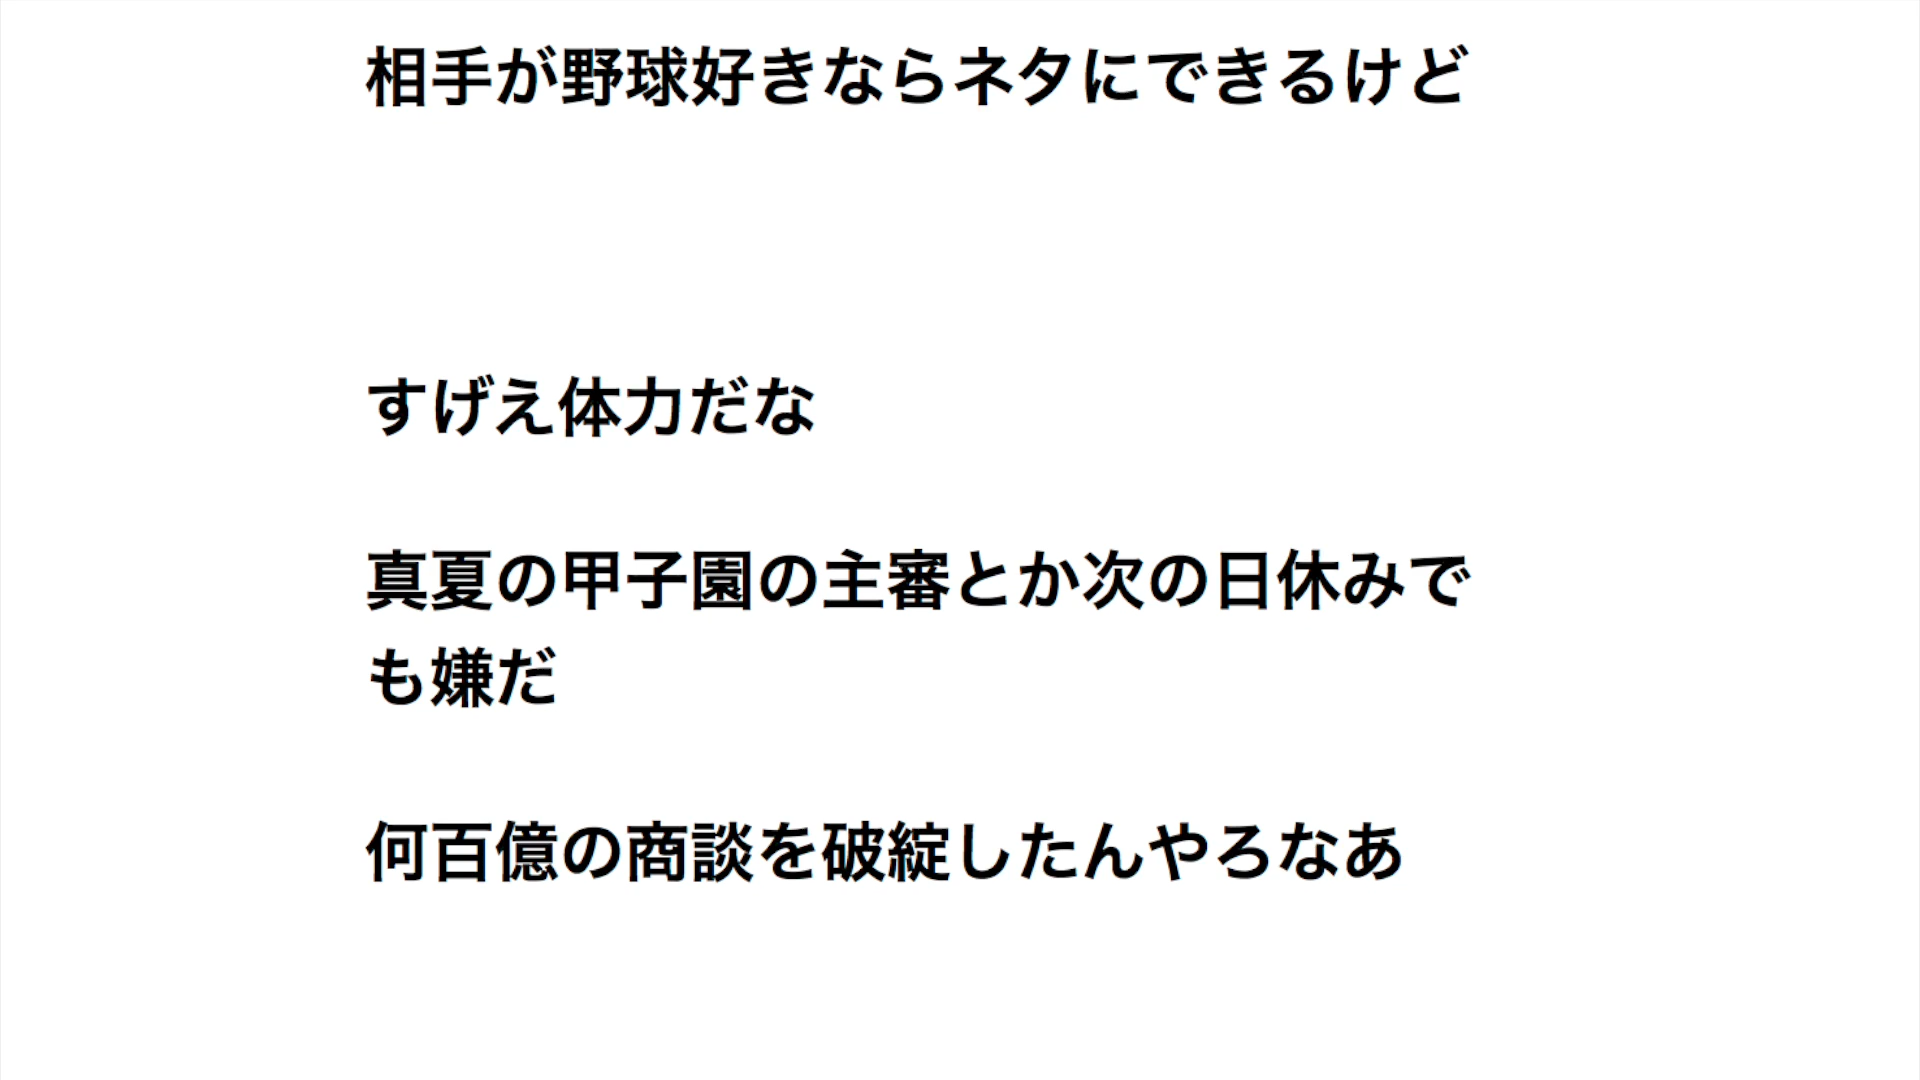 相手が野球好きならネタにできるけど
すげえ体力だな
真夏の甲子園の主審とか次の日休みで
も嫌だ
何百億の商談を破綻したんやろなあ